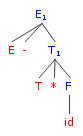 E₁
E - T₁
T * F
id